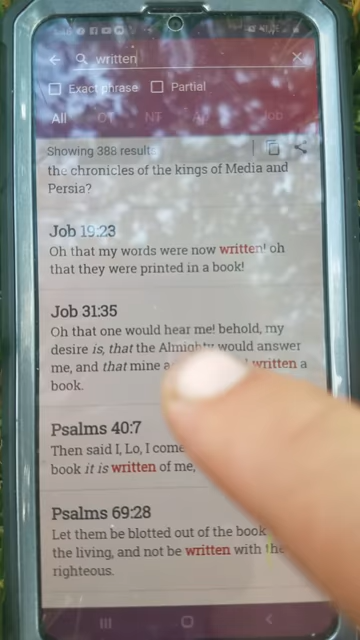 written
Exact phrase Partial
All OT NT Job
Showing 388 results
the chronicles of the kings of Media and
Persia?
Job 19:23
Oh that my words were now written! oh
that they were printed in a book!
Job 31:35
Oh that one would hear me! behold, my
desire is, that the Almighty would answer
me, and that mine written a
book.
Psalms 40:7
Then said I, Lo, I come
book it is written of me,
Psalms 69:28
Let them be blotted out of the book
the living, and not be written with the
righteous.